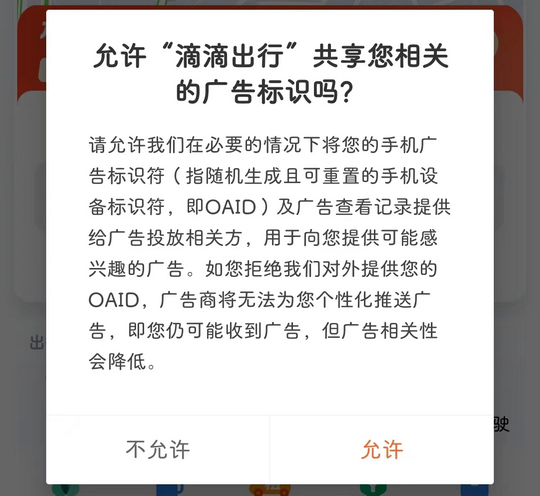 允许“滴滴出行”共享您相关
的广告标识吗？
请允许我们在必要的情况下将您的手机广
告标识符（指随机生成且可重置的手机设
备标识符，即OAID）及广告查看记录提供
给广告投放相关方，用于向您提供可能感
兴趣的广告。如您拒绝我们对外提供您的
OAID，广告商将无法为您个性化推送广
告，即您仍可能收到广告，但广告相关性
会降低。
出
驶
不允许
允许